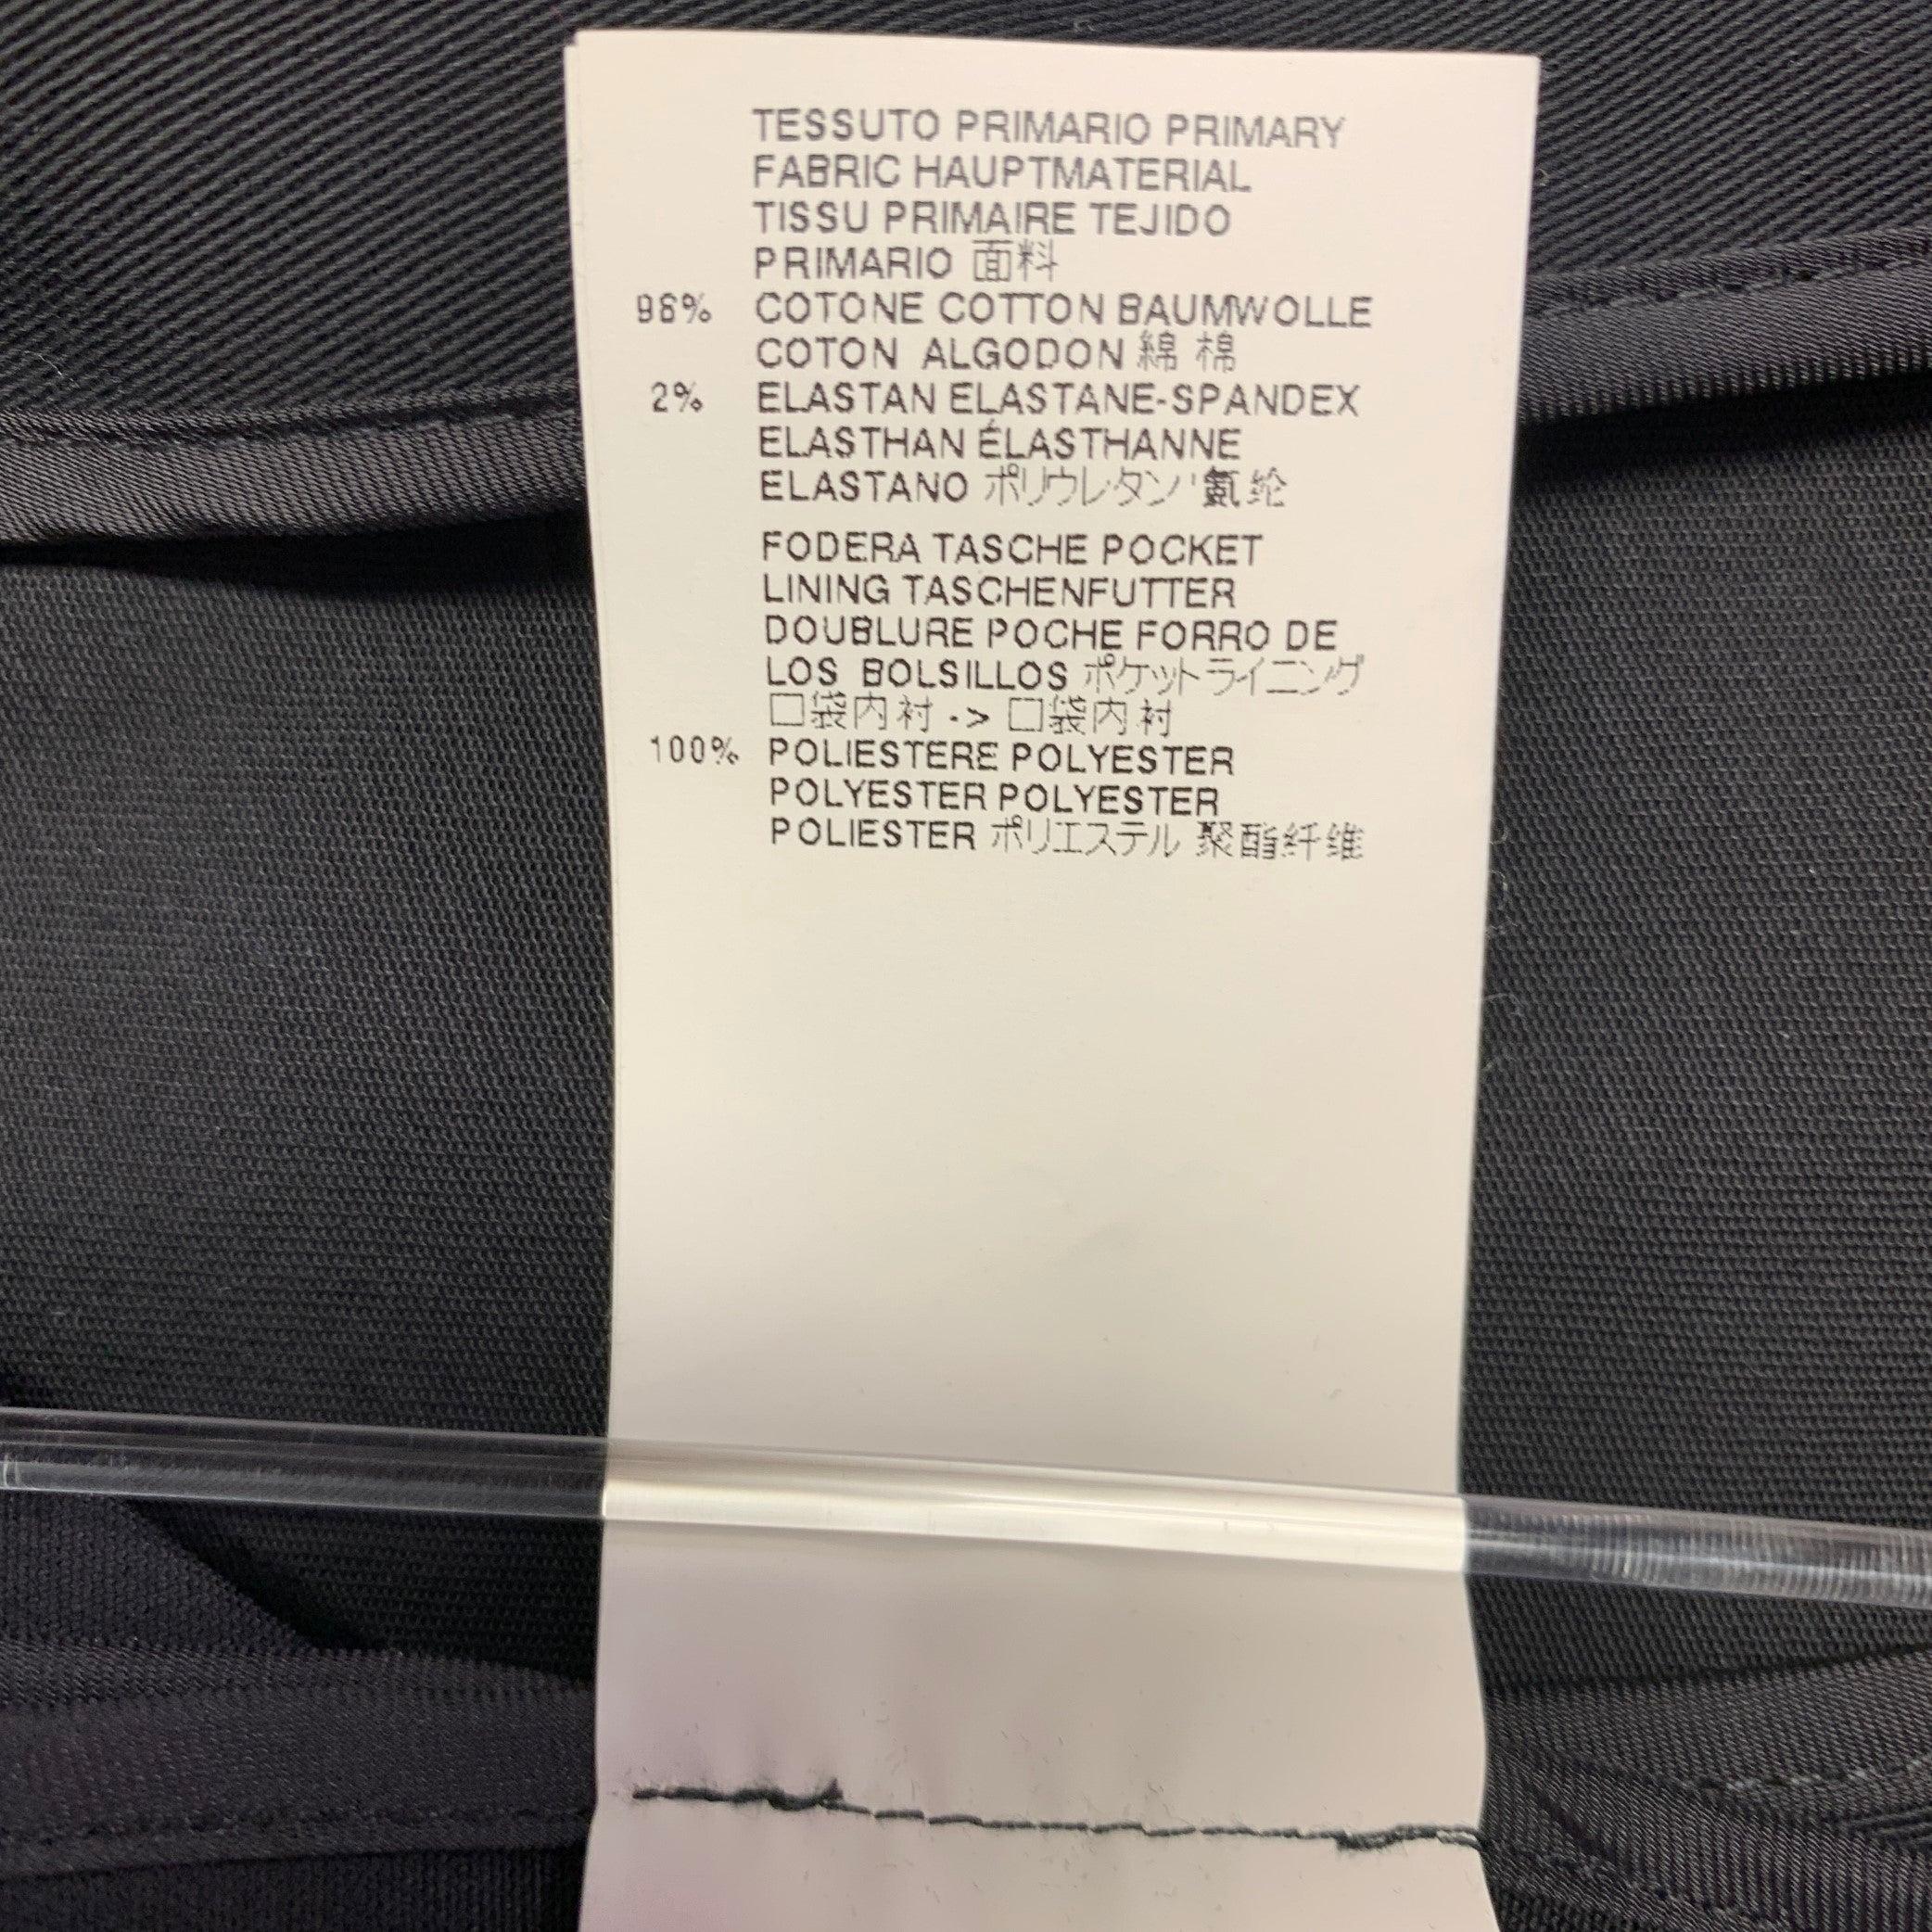 TESSUTO PRIMARIO PRIMARY
FABRIC HAUPTMATERIAL
TISSU PRIMAIRE TEJIDO
PRIMARIO 面料
98% COTONE COTTON BAUMWOLLE
COTON ALGODON 綿 棉
2% ELASTAN ELASTANE-SPANDEX
ELASTHAN ÉLASTHANNE
ELASTANO ポリウレタン' 氨纶
FODERA TASCHE POCKET
LINING TASCHENFUTTER
DOUBLURE POCHE FORRO DE
LOS BOLSILLOS ポケットライニング
口袋内衬 -> 口袋内衬
100% POLIESTERE POLYESTER
POLYESTER POLYESTER
POLIESTER ポリエステル 聚酯纤维